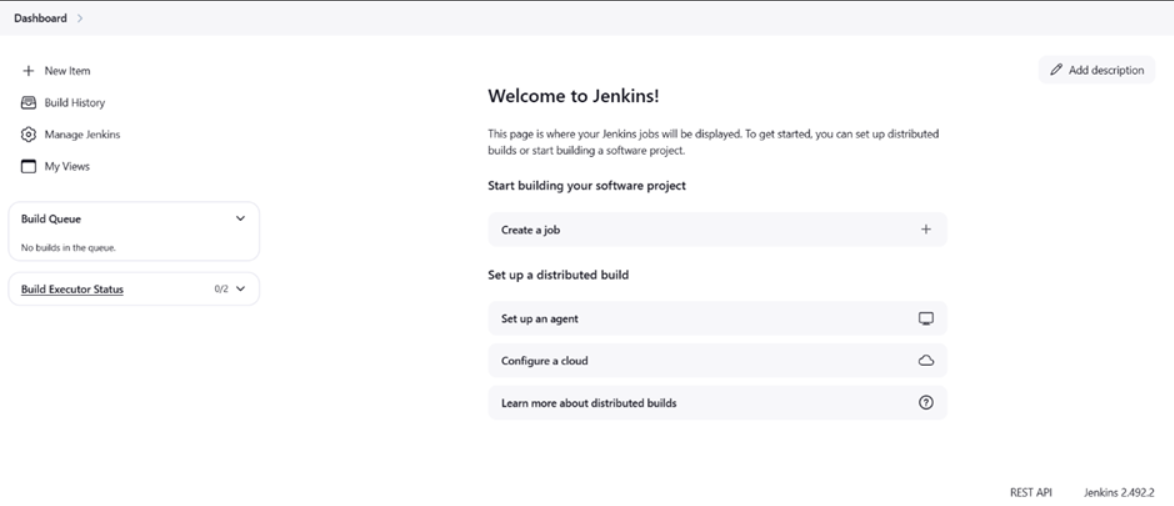 Dashboard
New Item
Build History
Manage Jenkins
My Views
Build Queue
No builds in the queue.
Build Executor Status 0/2
Add description
Welcome to Jenkins!
This page is where your Jenkins jobs will be displayed. To get started, you can set up distributed
builds or start building a software project.
Start building your software project
Create a job
Set up a distributed build
Set up an agent
Configure a cloud
Learn more about distributed builds
REST API Jenkins 2.492.2